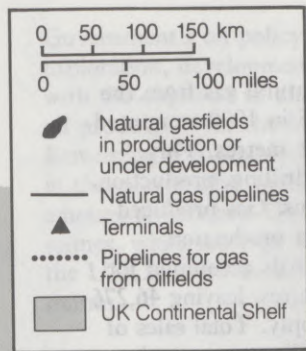 0 50 100 150 km
0 50 100 miles
Natural gasfields
in production or
under development
Natural gas pipelines
Terminals
Pipelines for gas
from oilfields
UK Continental Shelf